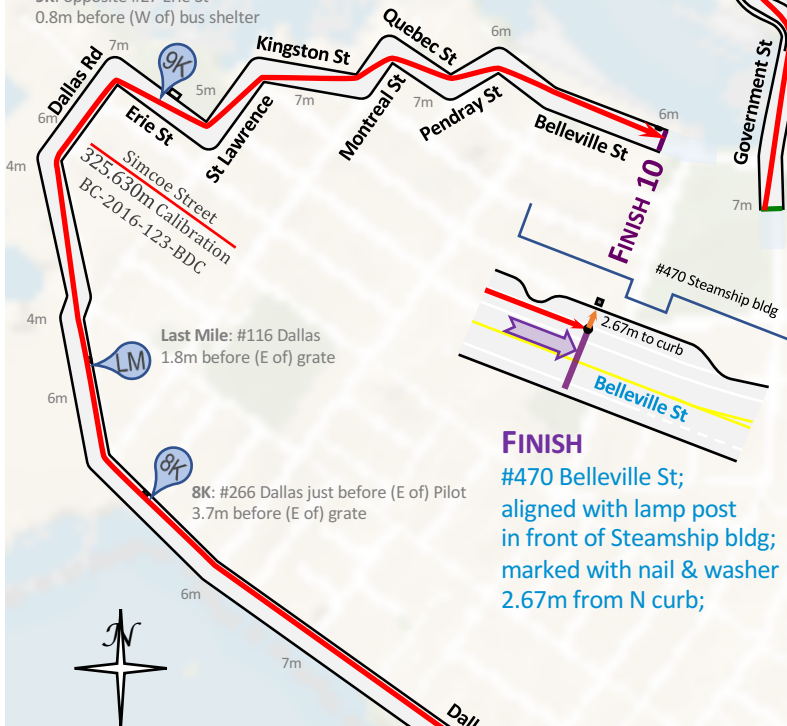 0.8m before (W of) bus shelter
7m
9K
5m
Dallas Rd
6m
4m
Erie St
St Lawrence
Kingston St
7m
Quebec St
Montreal St
7m
6m
Pendray St
Belleville St
6m
Government St
7m
FINISH 10
Simcoe Street
325.630m Calibration
BC-2016-123-BDC
#470 Steamship bldg
2.67m to curb
Belleville St
4m
Last Mile: #116 Dallas
1.8m before (E of) grate
LM
6m
FINISH
#470 Belleville St;
aligned with lamp post
in front of Steamship bldg;
marked with nail & washer
2.67m from N curb;
8K
8K: #266 Dallas just before (E of) Pilot
3.7m before (E of) grate
6m
N
7m